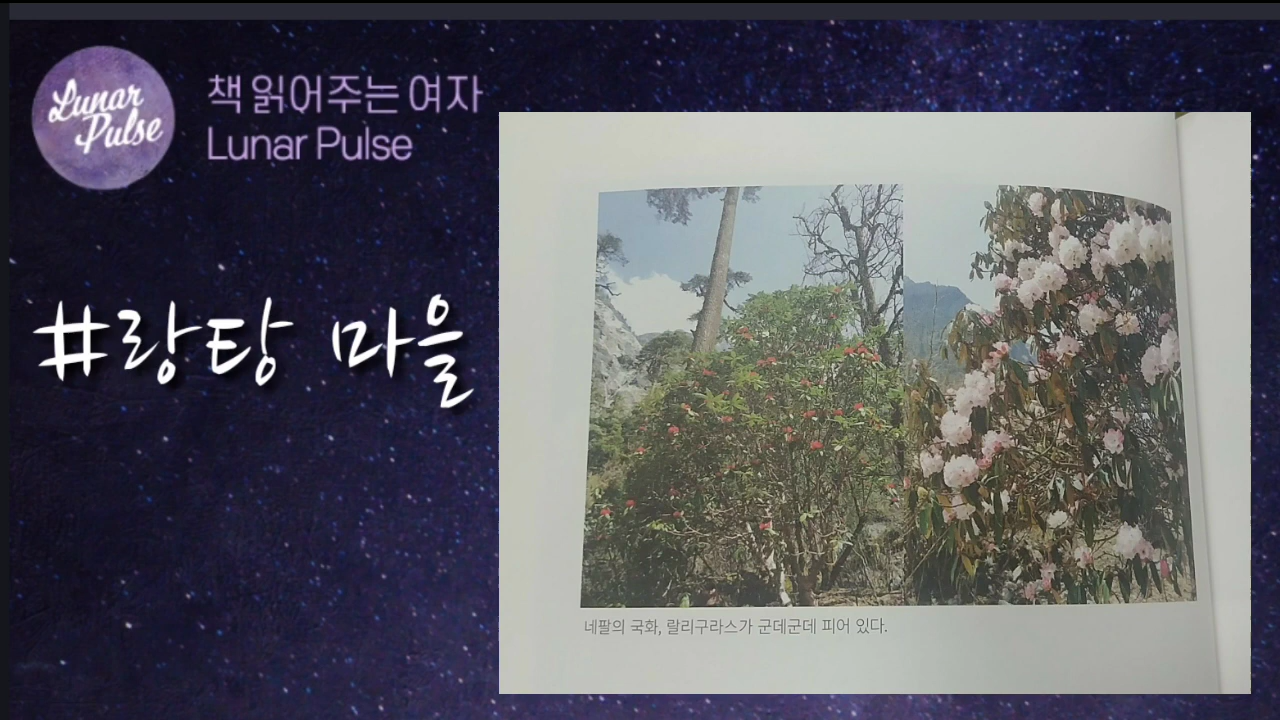 Lunar
Pulse
책 읽어주는 여자
Lunar Pulse
#랑탕 마을
네팔의 국화, 랄리구라스가 군데군데 피어 있다.